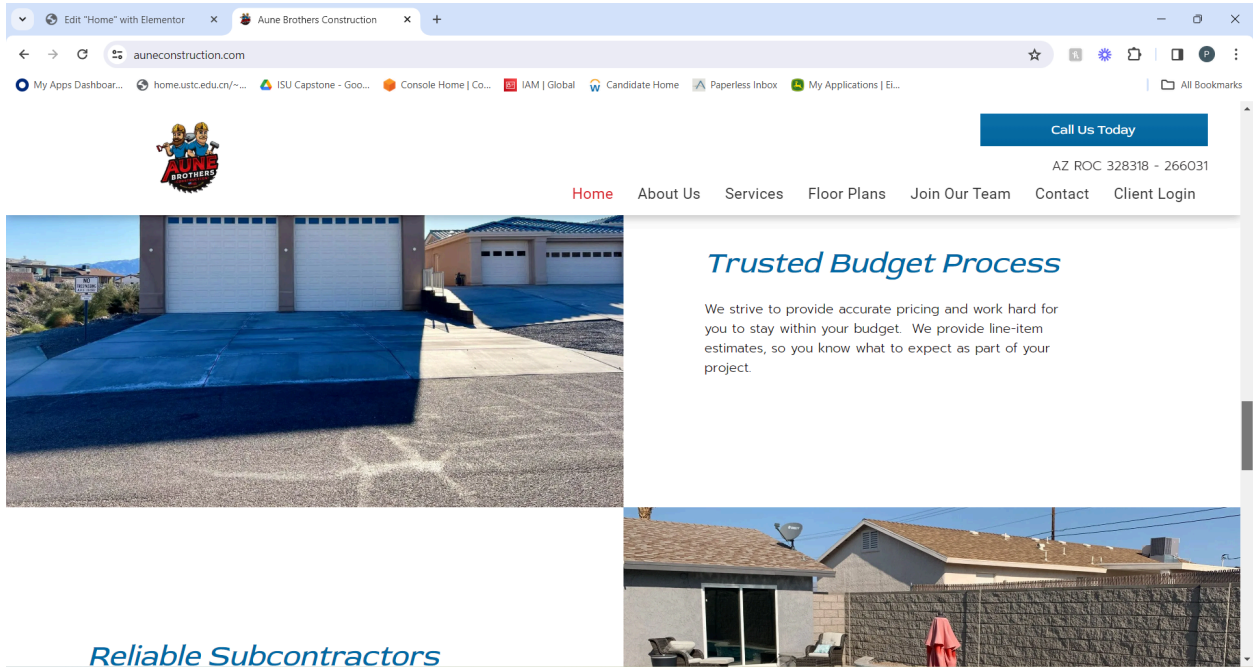 Edit "Home" with Elementor
Aune Brothers Construction
auneconstruction.com
P
My Apps Dashboar...
home.ustc.edu.cn/~...
ISU Capstone - Goo...
Console Home | Co...
IAM | Global
Candidate Home
Paperless Inbox
My Applications | Ei...
All Bookmarks
AUNE
BROTHERS
Call Us Today
AZ ROC 328318 - 266031
Home
About Us
Services
Floor Plans
Join Our Team
Contact
Client Login
NO
Trusted Budget Process
We strive to provide accurate pricing and work hard for
you to stay within your budget. We provide line-item
estimates, so you know what to expect as part of your
project.
Reliable Subcontractors